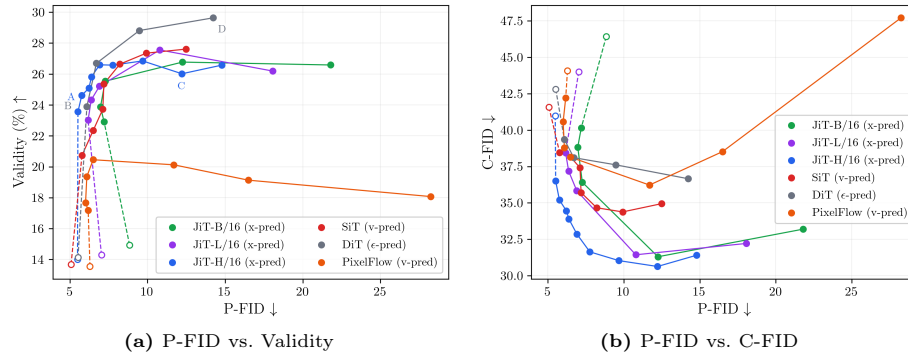 30
28
26
24
22
20
18
16
14
Validity (%) ↑
A
B
C
D
JiT-B/16 (x-pred)
JiT-L/16 (x-pred)
JiT-H/16 (x-pred)
SiT (v-pred)
DiT (ϵ-pred)
PixelFlow (v-pred)
5 10 15 20 25
P-FID ↓
(a) P-FID vs. Validity
47.5
45.0
42.5
40.0
37.5
35.0
32.5
30.0
C-FID ↓
JiT-B/16 (x-pred)
JiT-L/16 (x-pred)
JiT-H/16 (x-pred)
SiT (v-pred)
DiT (ϵ-pred)
PixelFlow (v-pred)
5 10 15 20 25
P-FID ↓
(b) P-FID vs. C-FID